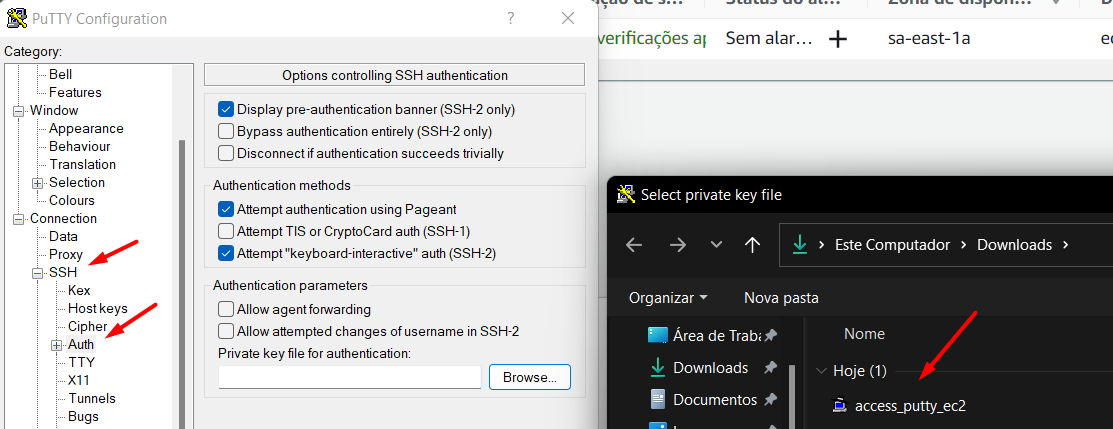 PuTTY Configuration
?
Category:
Bell
Features
Window
Appearance
Behaviour
Translation
Selection
Colours
Connection
Data
Proxy
SSH
Kex
Host keys
Cipher
Auth
TTY
X11
Tunnels
Bugs
Options controlling SSH authentication
Display pre-authentication banner (SSH-2 only)
Bypass authentication entirely (SSH-2 only)
Disconnect if authentication succeeds trivially
Authentication methods
Attempt authentication using Pageant
Attempt TIS or CryptoCard auth (SSH-1)
Attempt "keyboard-interactive" auth (SSH-2)
Authentication parameters
Allow agent forwarding
Allow attempted changes of username in SSH-2
Private key file for authentication:
Browse...
ção de s... Status do al... Zona de dispon...
verificações ap Sem alar... + sa-east-1a
Select private key file
Este Computador > Downloads >
Organizar Nova pasta
Área de Traba
Downloads
Documentos
Nome
Hoje (1)
access_putty_ec2